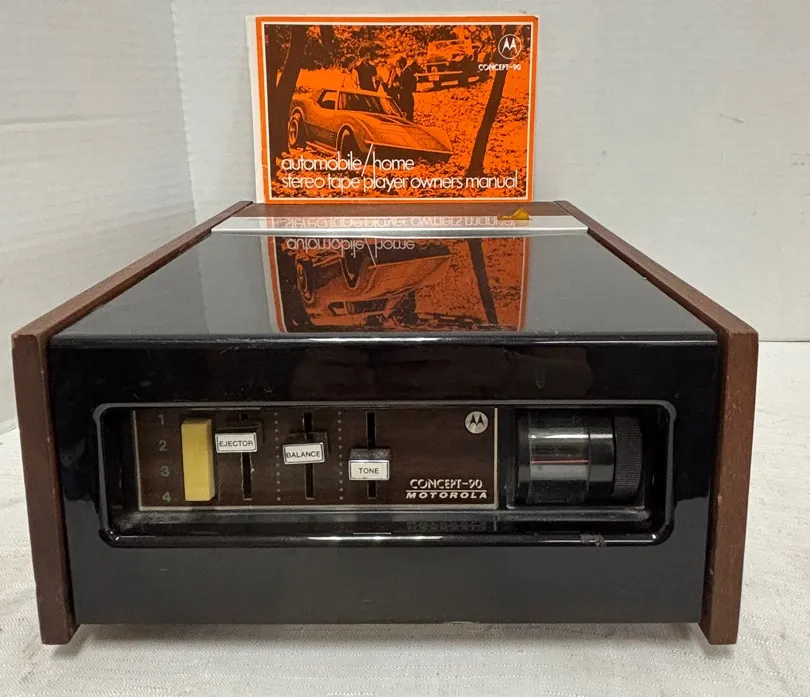 CONCEPT-90
automobile/home
stereo tape player owners manual
1
2
3
4
EJECTOR
BALANCE
TONE
CONCEPT-90
MOTOROLA